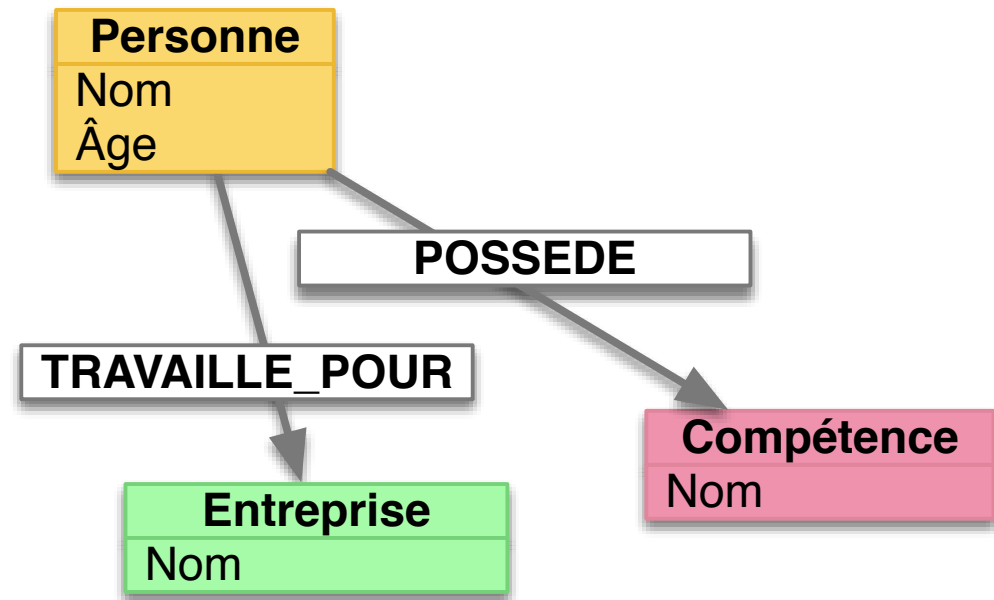 Personne
Nom
Âge
POSSEDE
TRAVAILLE_POUR
Compétence
Nom
Entreprise
Nom